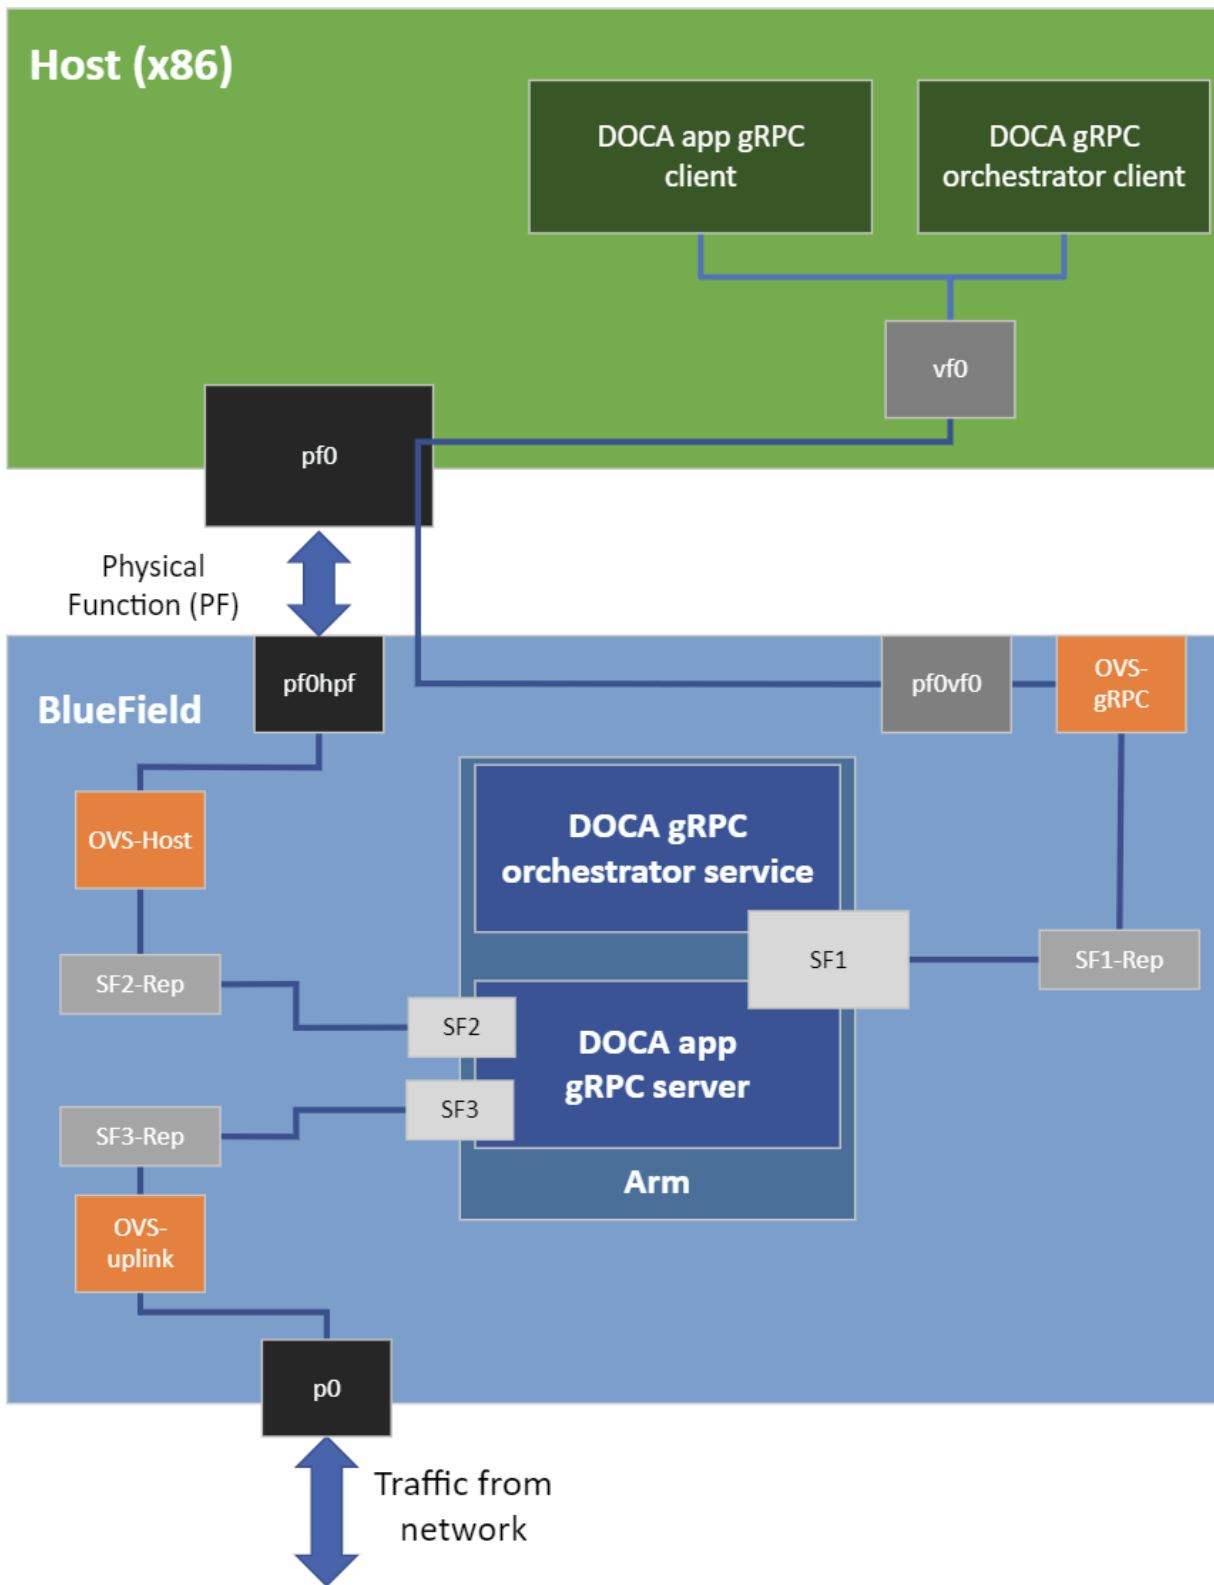 Host (x86)
DOCA app gRPC
client
DOCA gRPC
orchestrator client
vf0
pf0
Physical
Function (PF)
pf0hpf
pf0vf0
OVS-
gRPC
BlueField
OVS-Host
DOCA gRPC
orchestrator service
SF1
SF1-Rep
SF2-Rep
SF2
DOCA app
gRPC server
SF3
SF3-Rep
Arm
OVS-
uplink
p0
Traffic from
network